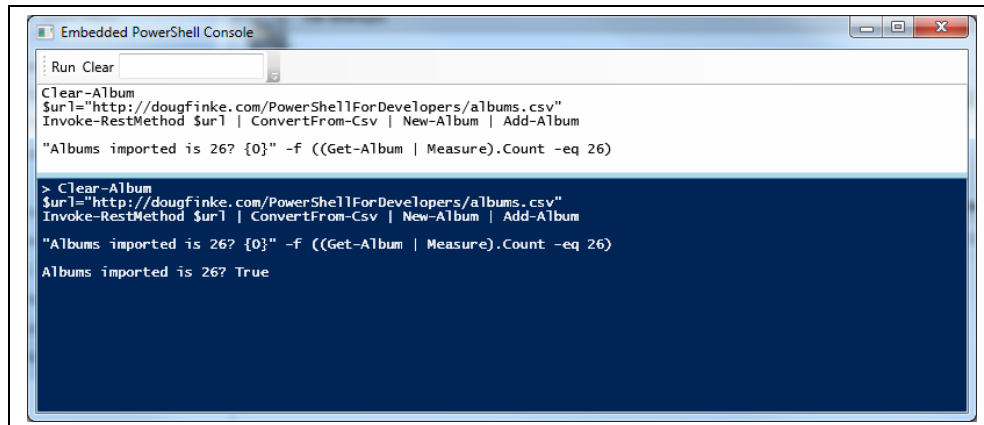 Embedded PowerShell Console
Run Clear
Clear-Album
$url="http://dougfinke.com/PowerShellForDevelopers/albums.csv"
Invoke-RestMethod $url | ConvertFrom-Csv | New-Album | Add-Album
"Albums imported is 26? {0}" -f ((Get-Album | Measure).Count -eq 26)
> Clear-Album
$url="http://dougfinke.com/PowerShellForDevelopers/albums.csv"
Invoke-RestMethod $url | ConvertFrom-Csv | New-Album | Add-Album
"Albums imported is 26? {0}" -f ((Get-Album | Measure).Count -eq 26)
Albums imported is 26? True